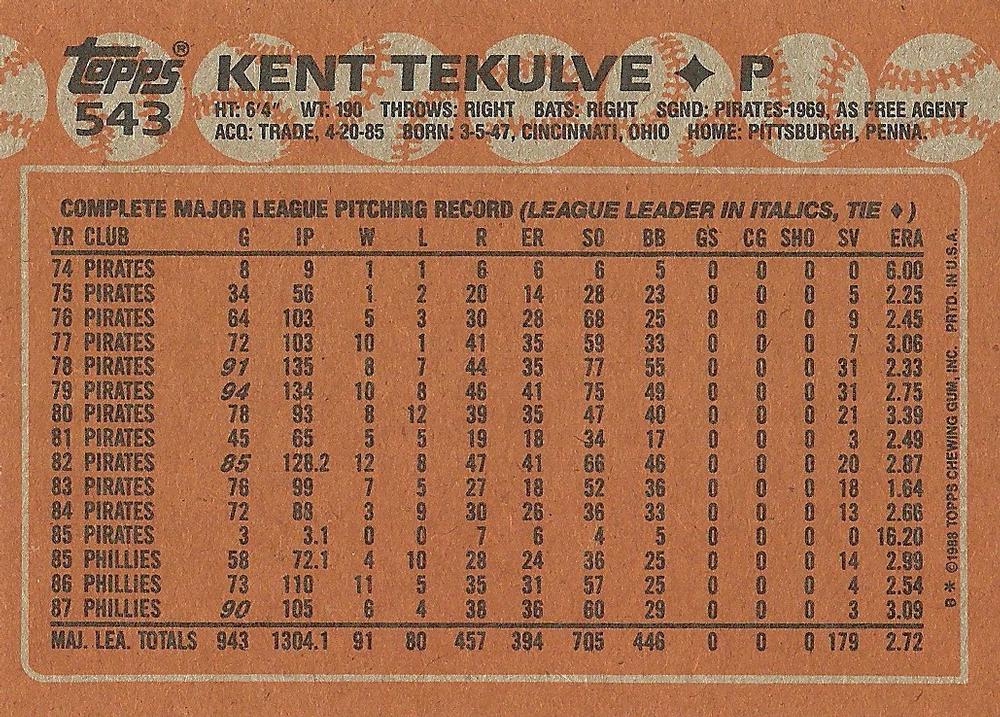 Topps® KENT TEKULVE ♦ P
543 HT: 6'4" WT: 190 THROWS: RIGHT BATS: RIGHT SGND: PIRATES-1969, AS FREE AGENT
ACQ: TRADE, 4-20-85 BORN: 3-5-47, CINCINNATI, OHIO HOME: PITTSBURGH, PENNA.
COMPLETE MAJOR LEAGUE PITCHING RECORD (LEAGUE LEADER IN ITALICS, TIE ♦)
YR CLUB G IP W L R ER SO BB GS CG SHO SV ERA
74 PIRATES 8 9 1 1 6 6 6 5 0 0 0 0 6.00
75 PIRATES 34 56 1 2 20 14 28 23 0 0 0 5 2.25
76 PIRATES 64 103 5 3 30 28 68 25 0 0 0 9 2.45
77 PIRATES 72 103 10 1 41 35 59 33 0 0 0 7 3.06
78 PIRATES 91 135 8 7 44 35 77 55 0 0 0 31 2.33
79 PIRATES 94 134 10 8 46 41 75 49 0 0 0 31 2.75
80 PIRATES 78 93 8 12 39 35 47 40 0 0 0 21 3.39
81 PIRATES 45 65 5 5 19 18 34 17 0 0 0 3 2.49
82 PIRATES 85 128.2 12 8 47 41 66 46 0 0 0 20 2.87
83 PIRATES 76 99 7 5 27 18 52 36 0 0 0 18 1.64
84 PIRATES 72 88 3 9 30 26 36 33 0 0 0 13 2.66
85 PIRATES 3 3.1 0 0 7 6 4 5 0 0 0 0 16.20
85 PHILLIES 58 72.1 4 10 28 24 36 25 0 0 0 14 2.99
86 PHILLIES 73 110 11 5 35 31 57 25 0 0 0 4 2.54
87 PHILLIES 90 105 6 4 38 36 60 29 0 0 0 3 3.09
MAJ. LEA. TOTALS 943 1304.1 91 80 457 394 705 446 0 0 0 179 2.72
B * ©1988 TOPPS CHEWING GUM, INC. PRTD. IN U.S.A.